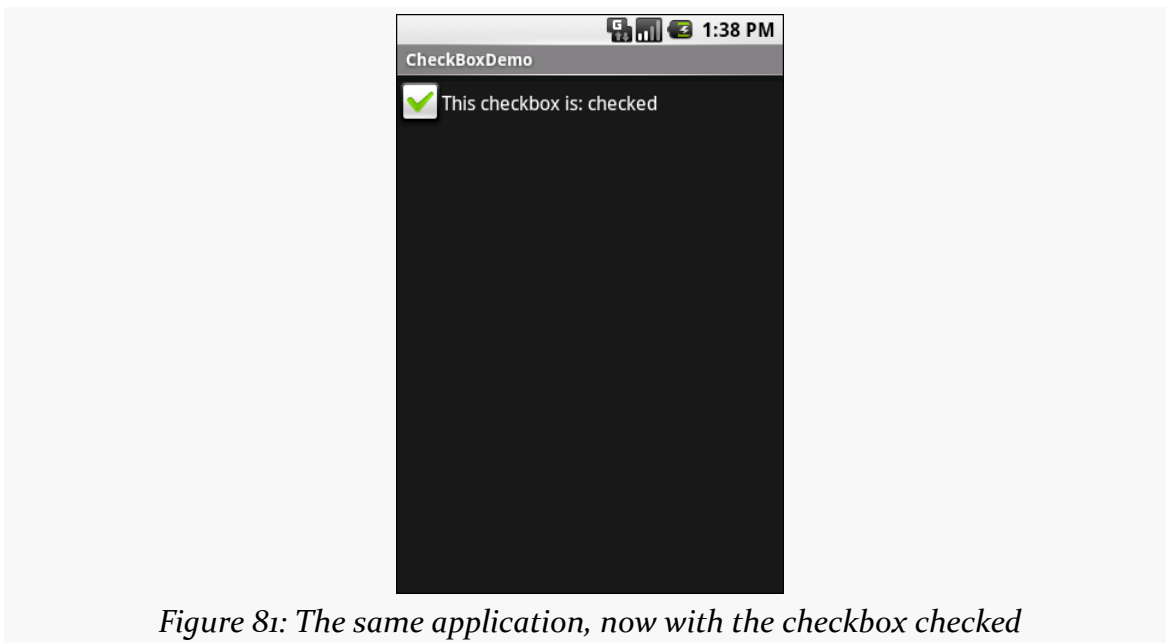 G
1:38 PM
CheckBoxDemo
This checkbox is: checked
Figure 81: The same application, now with the checkbox checked